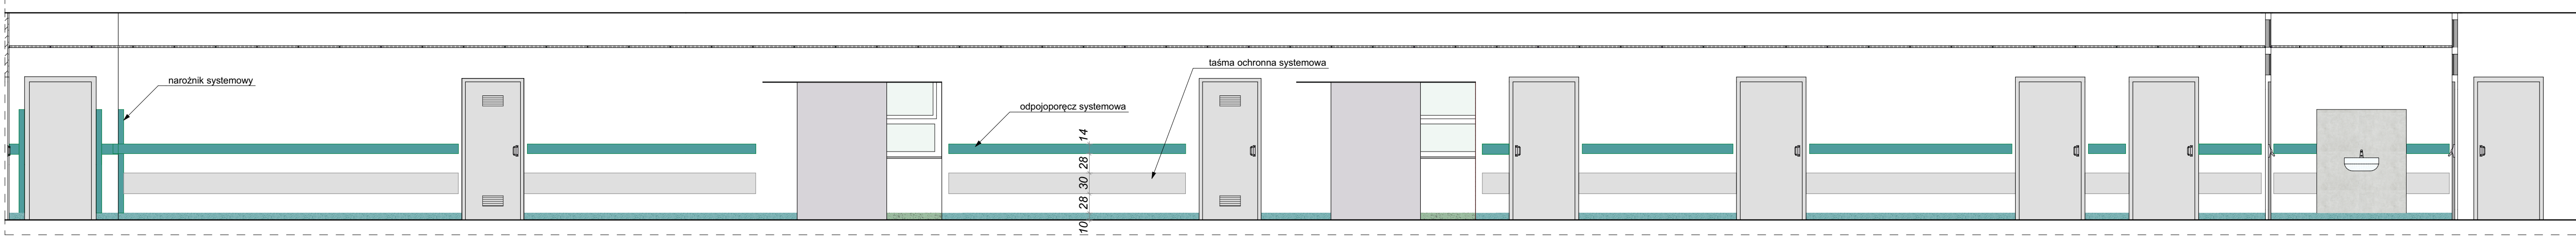 narożnik systemowy
taśma ochronna systemowa
odpojoporęcz systemowa
14
28
30
28
10